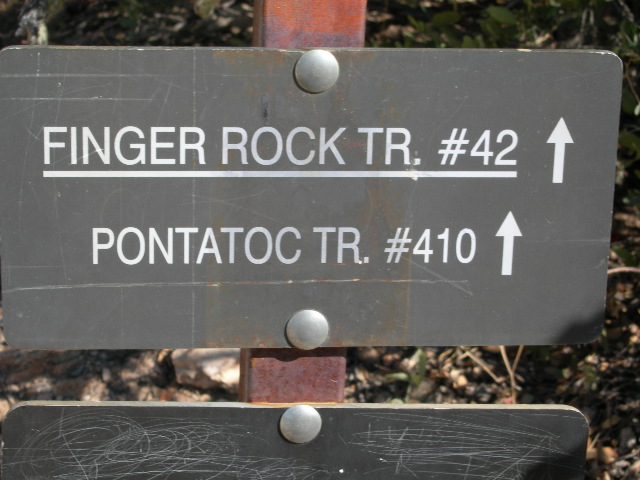 FINGER ROCK TR. #42 ↑
PONTATOC TR. #410 ↑